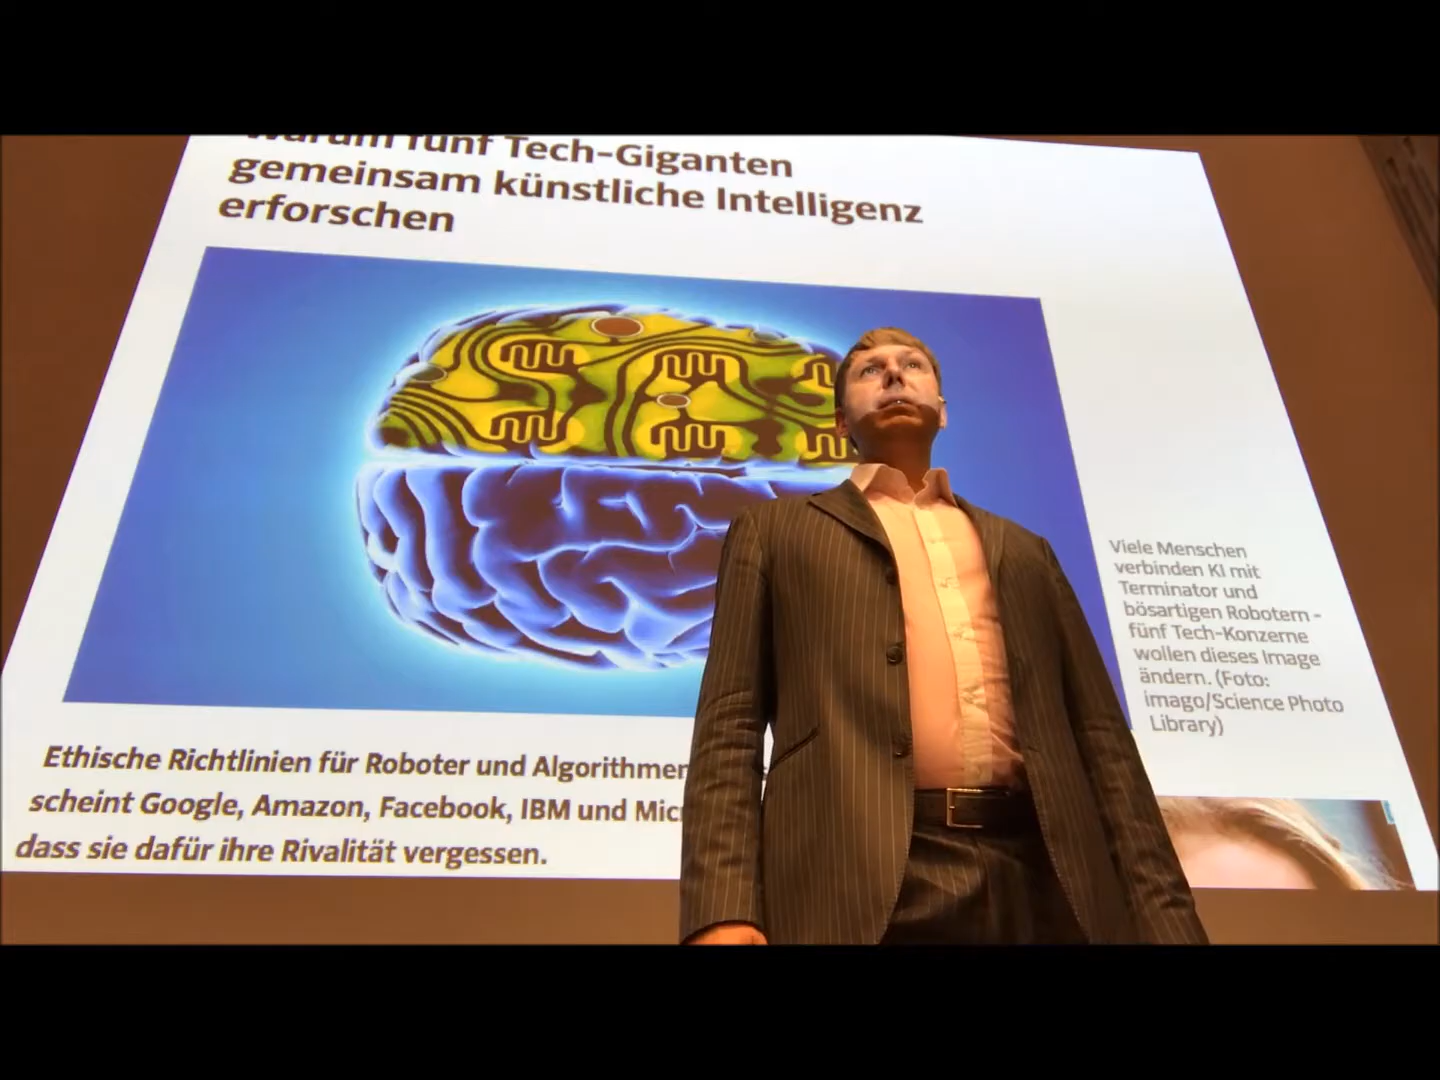 Warum fünf Tech-Giganten
gemeinsam künstliche Intelligenz
erforschen
Viele Menschen
verbinden KI mit
Terminator und
bösartigen Robotern -
fünf Tech-Konzerne
wollen dieses Image
ändern. (Foto:
imago/Science Photo
Library)
Ethische Richtlinien für Roboter und Algorithmen
scheint Google, Amazon, Facebook, IBM und
dass sie dafür ihre Rivalität vergessen.